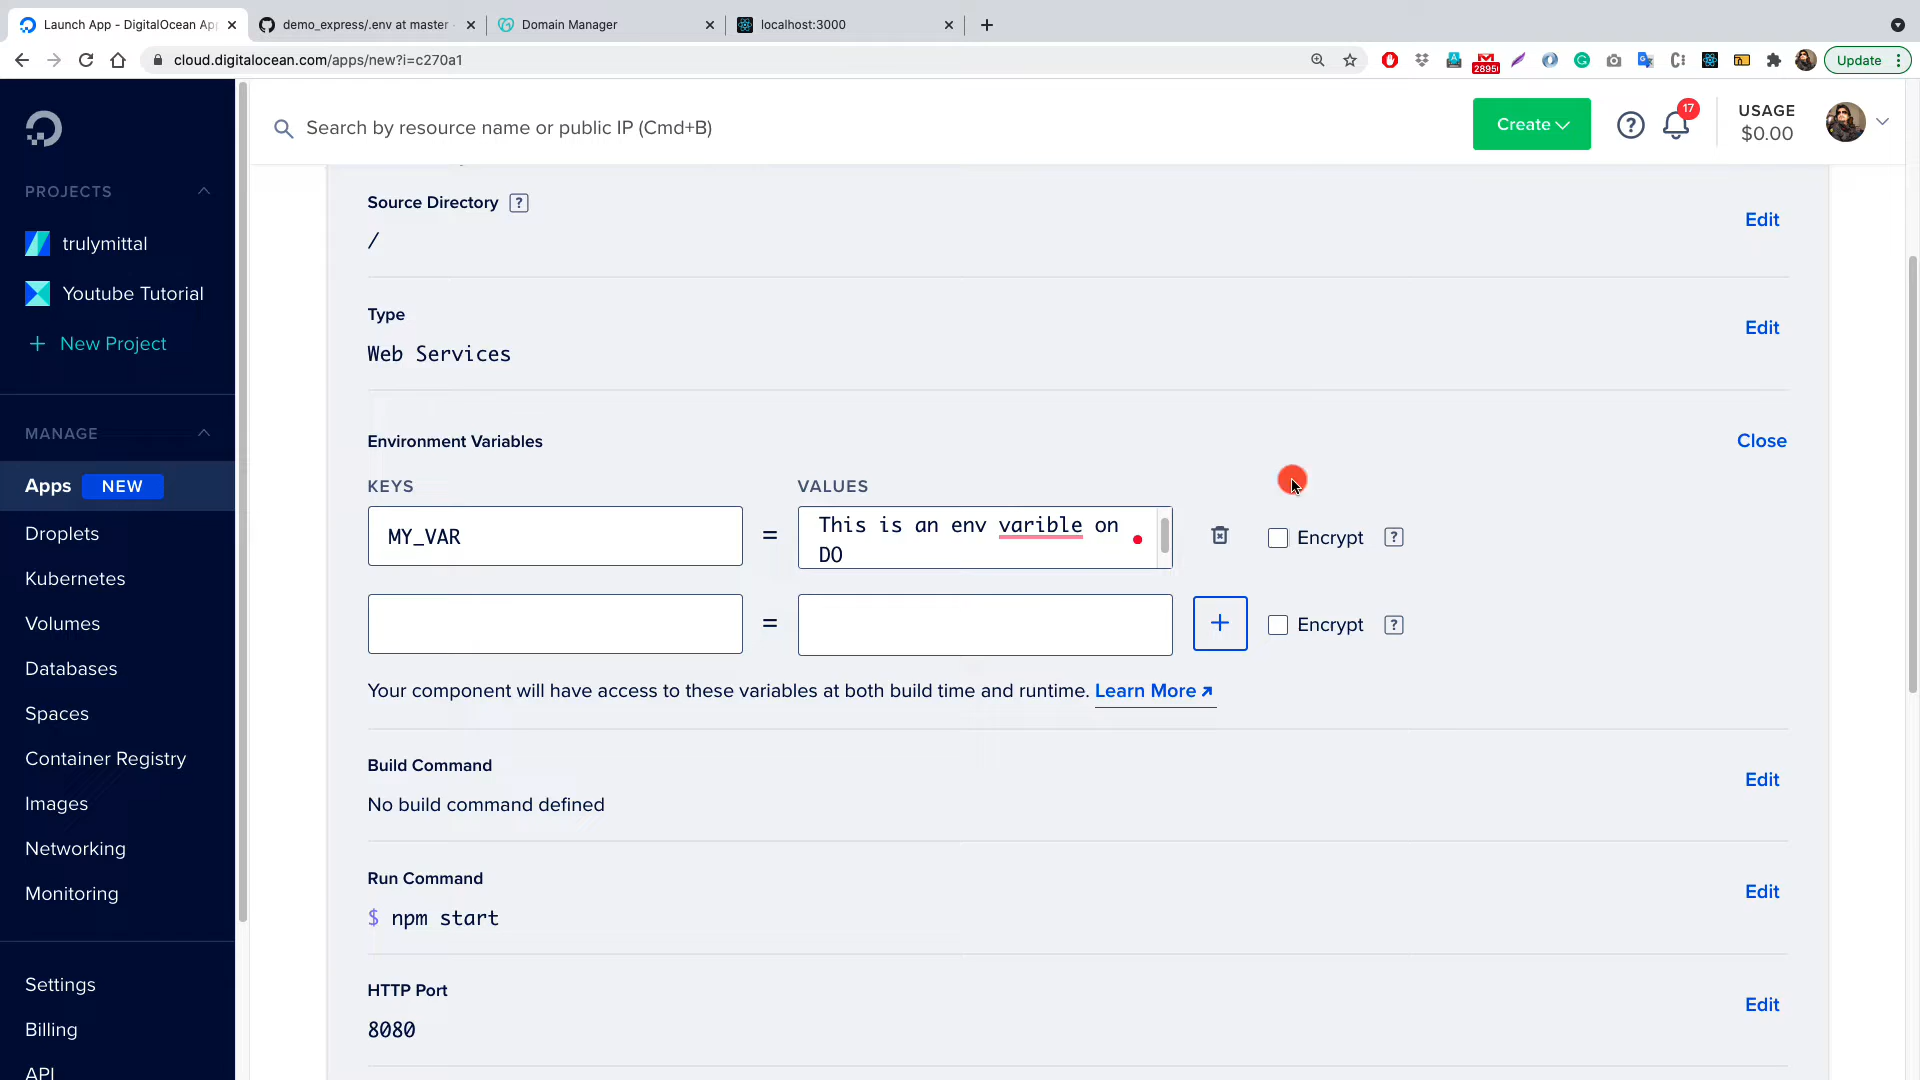 Launch App - DigitalOcean Ap
demo_express/.env at master
Domain Manager
localhost:3000
cloud.digitalocean.com/apps/new?i=c270a1
28950
Update
Search by resource name or public IP (Cmd+B)
Create
17
USAGE
$0.00
PROJECTS
trulymittal
Youtube Tutorial
+ New Project
MANAGE
Apps NEW
Droplets
Kubernetes
Volumes
Databases
Spaces
Container Registry
Images
Networking
Monitoring
Settings
Billing
API
Source Directory ?
/
Edit
Type
Web Services
Edit
Environment Variables
Close
KEYS VALUES
MY_VAR = This is an env varible on
DO
Encrypt ?
= + Encrypt ?
Your component will have access to these variables at both build time and runtime. Learn More
Build Command
No build command defined
Edit
Run Command
$ npm start
Edit
HTTP Port
8080
Edit